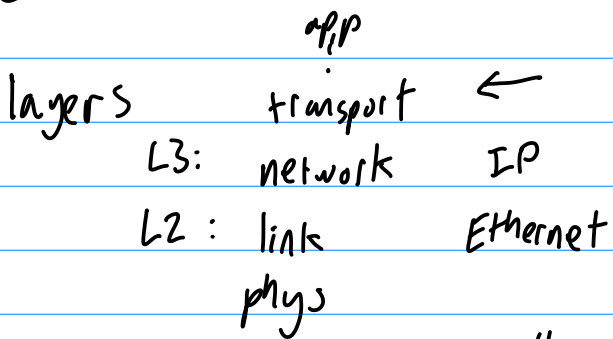 app
layers transport ←
L3: network IP
L2: link Ethernet
phys